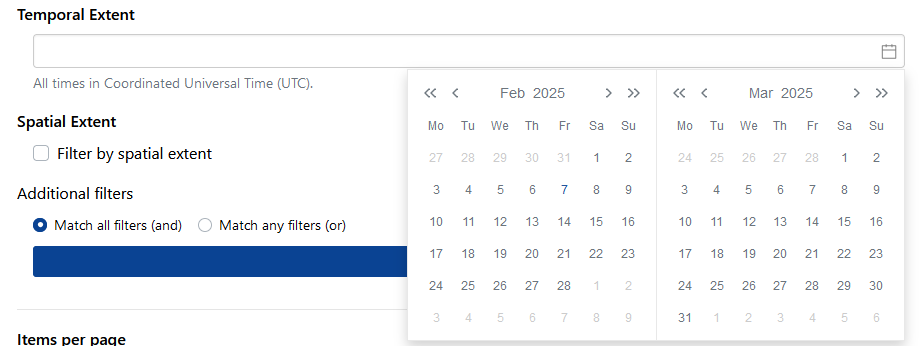 Temporal Extent
All times in Coordinated Universal Time (UTC).
Spatial Extent
Filter by spatial extent
Additional filters
Match all filters (and) Match any filters (or)
Items per page
Feb 2025
Mo Tu We Th Fr Sa Su
27 28 29 30 31 1 2
3 4 5 6 7 8 9
10 11 12 13 14 15 16
17 18 19 20 21 22 23
24 25 26 27 28 1 2
3 4 5 6 7 8 9
Mar 2025
Mo Tu We Th Fr Sa Su
24 25 26 27 28 1 2
3 4 5 6 7 8 9
10 11 12 13 14 15 16
17 18 19 20 21 22 23
24 25 26 27 28 29 30
31 1 2 3 4 5 6